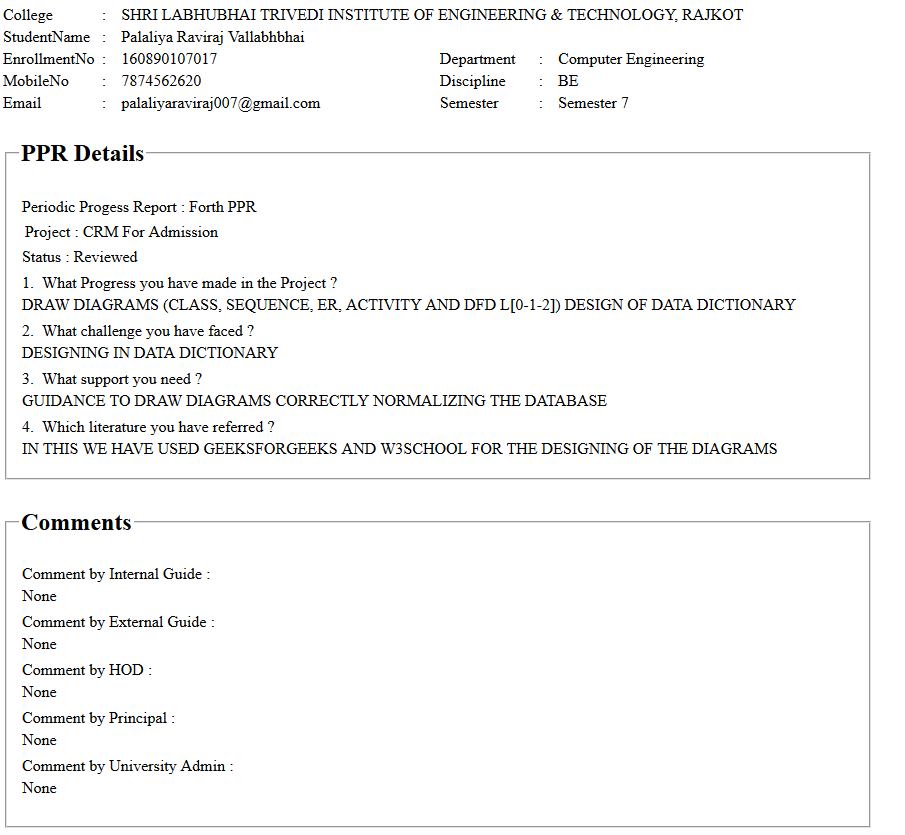 College : SHRI LABHUBHAI TRIVEDI INSTITUTE OF ENGINEERING & TECHNOLOGY, RAJKOT
StudentName : Palaliya Raviraj Vallabhbhai
EnrollmentNo : 160890107017 Department : Computer Engineering
MobileNo : 7874562620 Discipline : BE
Email : palaliyaraviraj007@gmail.com Semester : Semester 7
PPR Details
Periodic Progess Report : Forth PPR
Project : CRM For Admission
Status : Reviewed
1. What Progress you have made in the Project ?
DRAW DIAGRAMS (CLASS, SEQUENCE, ER, ACTIVITY AND DFD L[0-1-2]) DESIGN OF DATA DICTIONARY
2. What challenge you have faced ?
DESIGNING IN DATA DICTIONARY
3. What support you need ?
GUIDANCE TO DRAW DIAGRAMS CORRECTLY NORMALIZING THE DATABASE
4. Which literature you have referred ?
IN THIS WE HAVE USED GEEKSFORGEEKS AND W3SCHOOL FOR THE DESIGNING OF THE DIAGRAMS
Comments
Comment by Internal Guide :
None
Comment by External Guide :
None
Comment by HOD :
None
Comment by Principal :
None
Comment by University Admin :
None